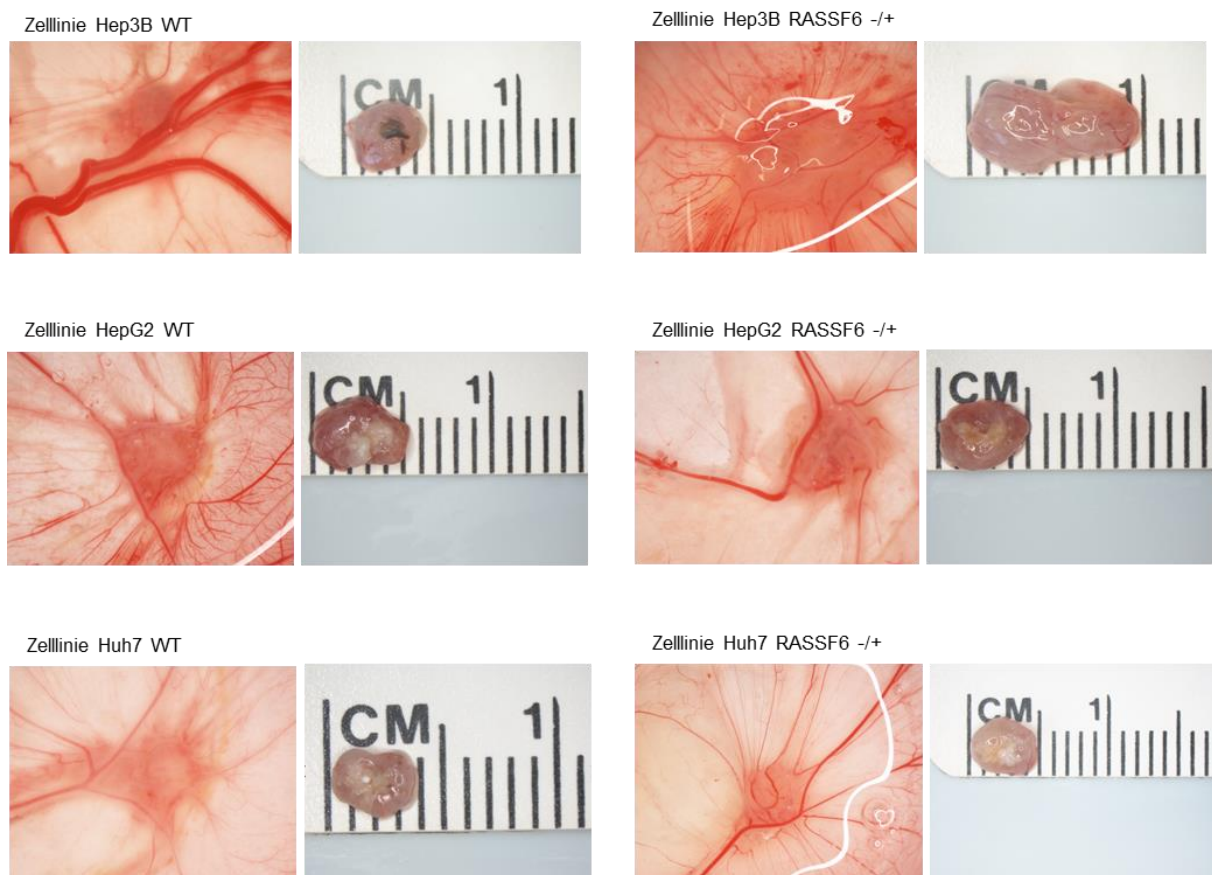 Zelllinie Hep3B WT
Zelllinie Hep3B RASSF6 -/+
CM 1
CM 1
Zelllinie HepG2 WT
Zelllinie HepG2 RASSF6 -/+
CM 1
CM 1
Zelllinie Huh7 WT
Zelllinie Huh7 RASSF6 -/+
CM 1
CM 1